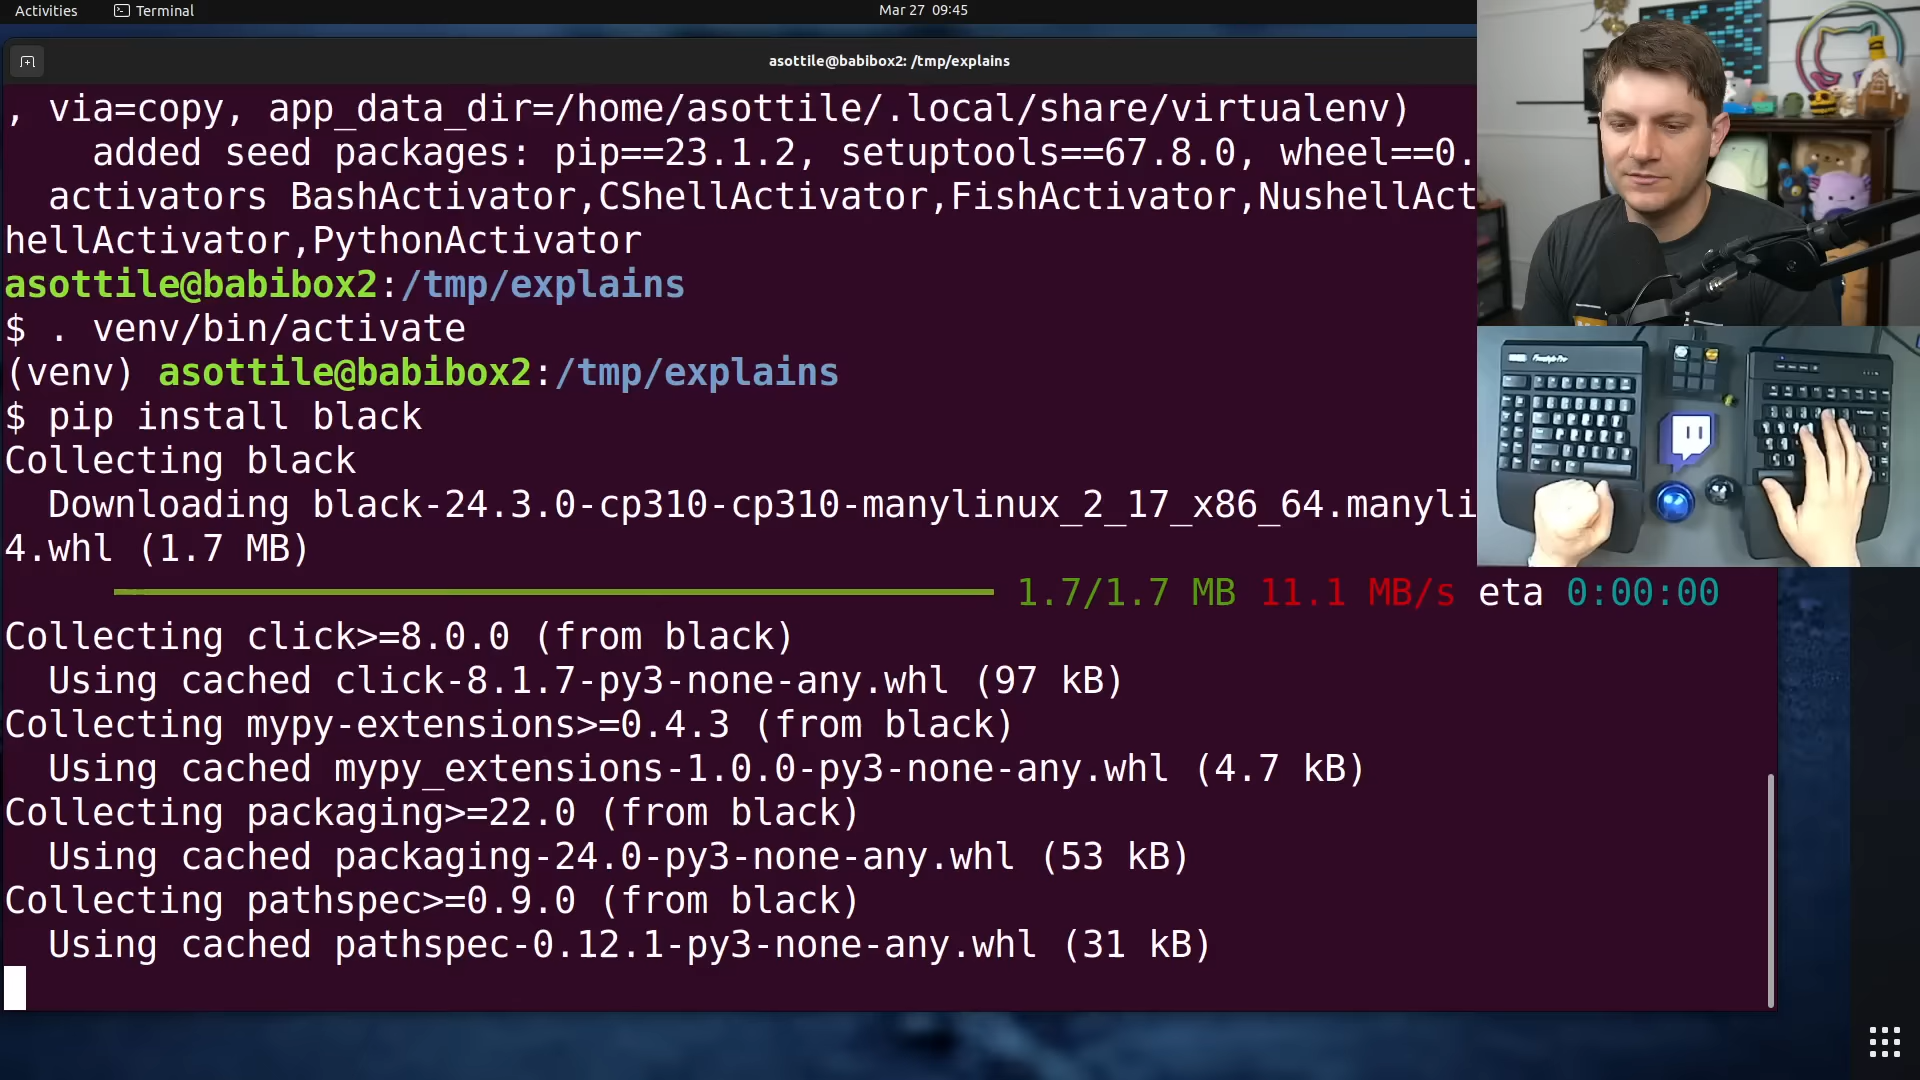 Activities
Terminal
Mar 27 09:45
asottile@babibox2: /tmp/explains
, via=copy, app_data_dir=/home/asottile/.local/share/virtualenv)
added seed packages: pip==23.1.2, setuptools==67.8.0, wheel==0.
activators BashActivator,CShellActivator,FishActivator,NushellAct
hellActivator,PythonActivator
asottile@babibox2:/tmp/explains
$ . venv/bin/activate
(venv) asottile@babibox2:/tmp/explains
$ pip install black
Collecting black
Downloading black-24.3.0-cp310-cp310-manylinux_2_17_x86_64.manyli
4.whl (1.7 MB)
1.7/1.7 MB 11.1 MB/s eta 0:00:00
Collecting click>=8.0.0 (from black)
Using cached click-8.1.7-py3-none-any.whl (97 kB)
Collecting mypy-extensions>=0.4.3 (from black)
Using cached mypy_extensions-1.0.0-py3-none-any.whl (4.7 kB)
Collecting packaging>=22.0 (from black)
Using cached packaging-24.0-py3-none-any.whl (53 kB)
Collecting pathspec>=0.9.0 (from black)
Using cached pathspec-0.12.1-py3-none-any.whl (31 kB)